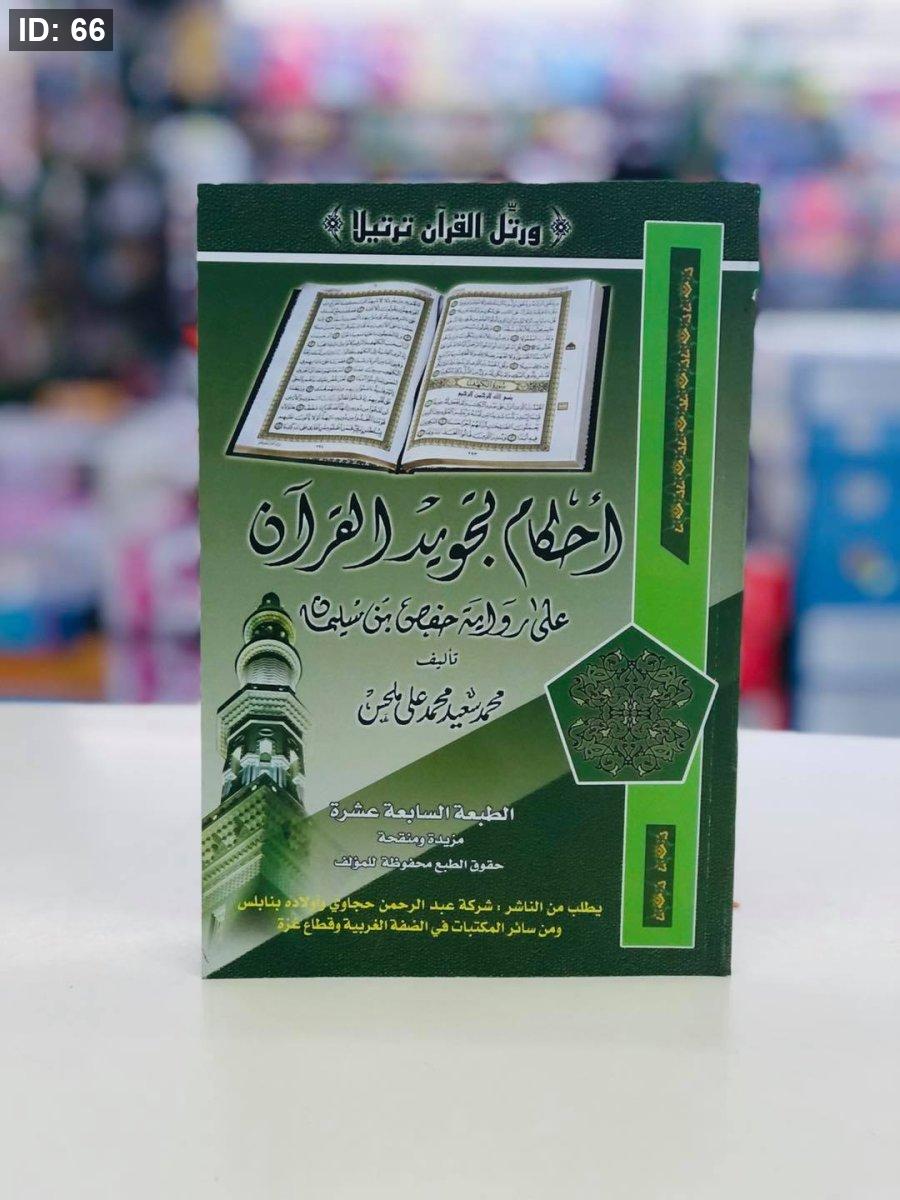 ID: 66
ورتّل القرآن ترتيلا
أحكام تجويد القرآن
على رواية حفص بن سليمان
تأليف
محمد سعيد محمد علي ملحس
الطبعة السابعة عشرة
مزيدة ومنقحة
حقوق الطبع محفوظة للمؤلف
يطلب من الناشر : شركة عبد الرحمن حجاوي وأولاده بنابلس
ومن سائر المكتبات في الضفة الغربية وقطاع غزة